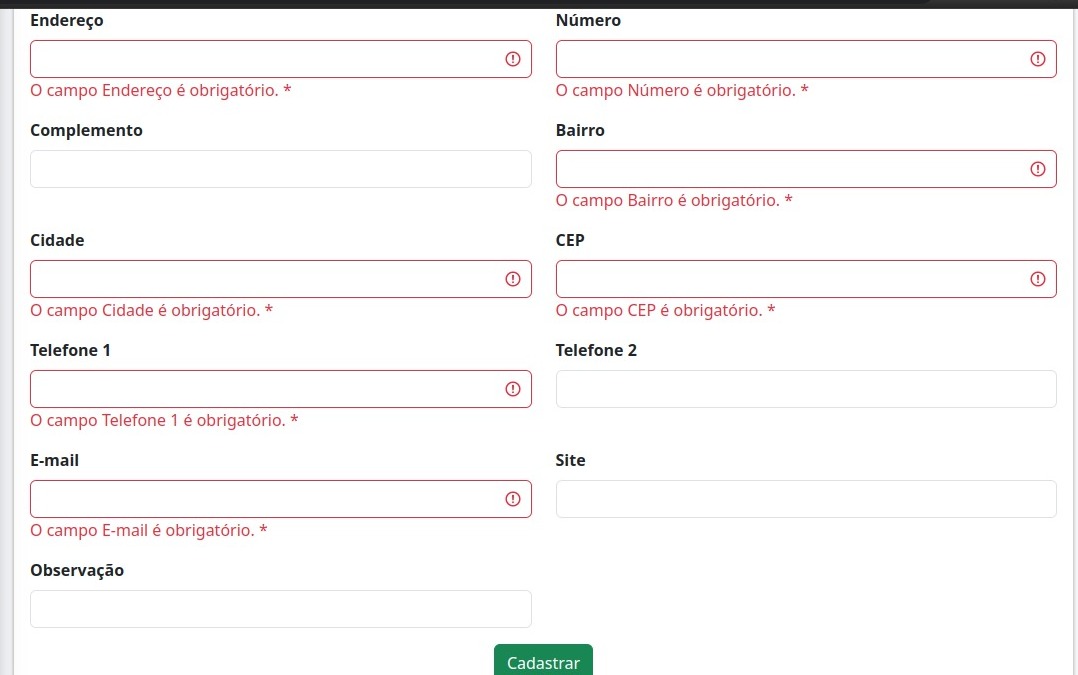 Endereço
Número
O campo Endereço é obrigatório. *
O campo Número é obrigatório. *
Complemento
Bairro
O campo Bairro é obrigatório. *
Cidade
CEP
O campo Cidade é obrigatório. *
O campo CEP é obrigatório. *
Telefone 1
Telefone 2
O campo Telefone 1 é obrigatório. *
E-mail
Site
O campo E-mail é obrigatório. *
Observação
Cadastrar